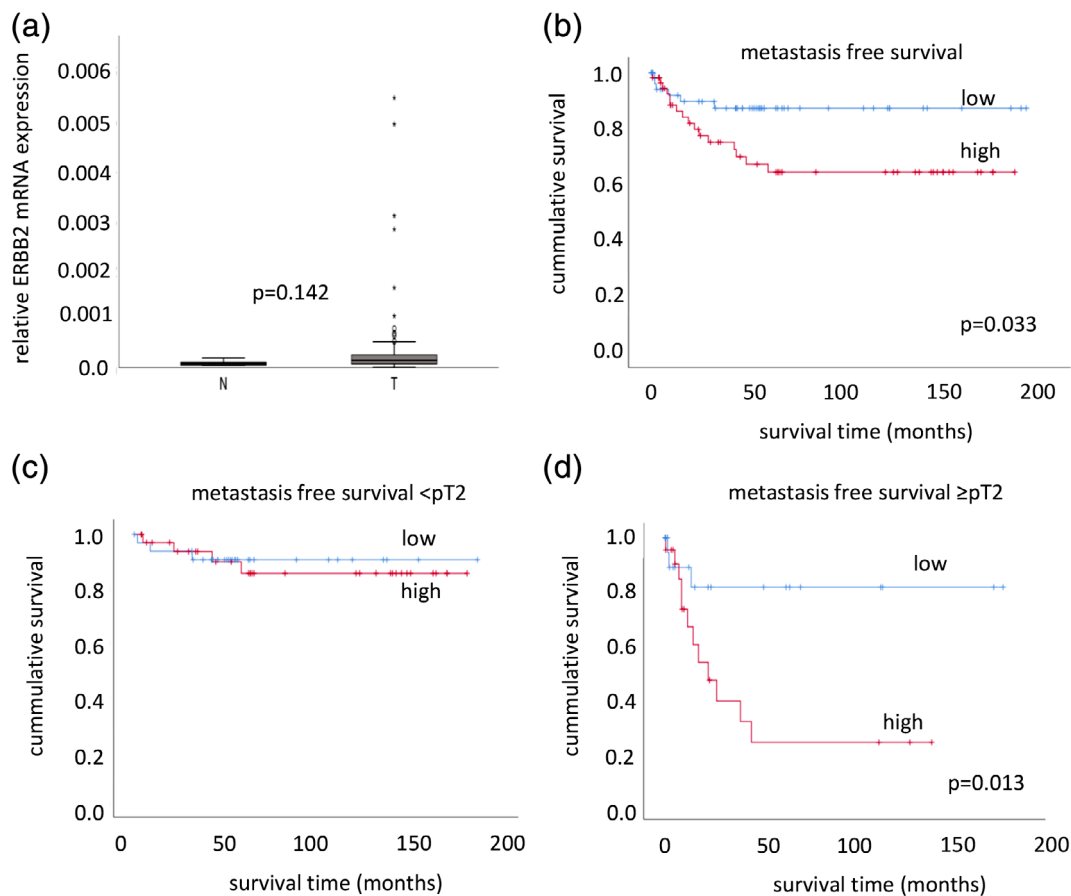 (a)
relative ERBB2 mRNA expression
0.006
0.005
0.004
0.003
0.002
0.001
0.0
p=0.142
N T
(b)
metastasis free survival
cummulative survival
1.0
0.8
0.6
0.4
0.2
0.0
low
high
p=0.033
0 50 100 150 200
survival time (months)
(c)
metastasis free survival <pT2
cummulative survival
1.0
0.8
0.6
0.4
0.2
0.0
low
high
0 50 100 150 200
survival time (months)
(d)
metastasis free survival ≥pT2
cummulative survival
1.0
0.8
0.6
0.4
0.2
0.0
low
high
p=0.013
0 50 100 150 200
survival time (months)